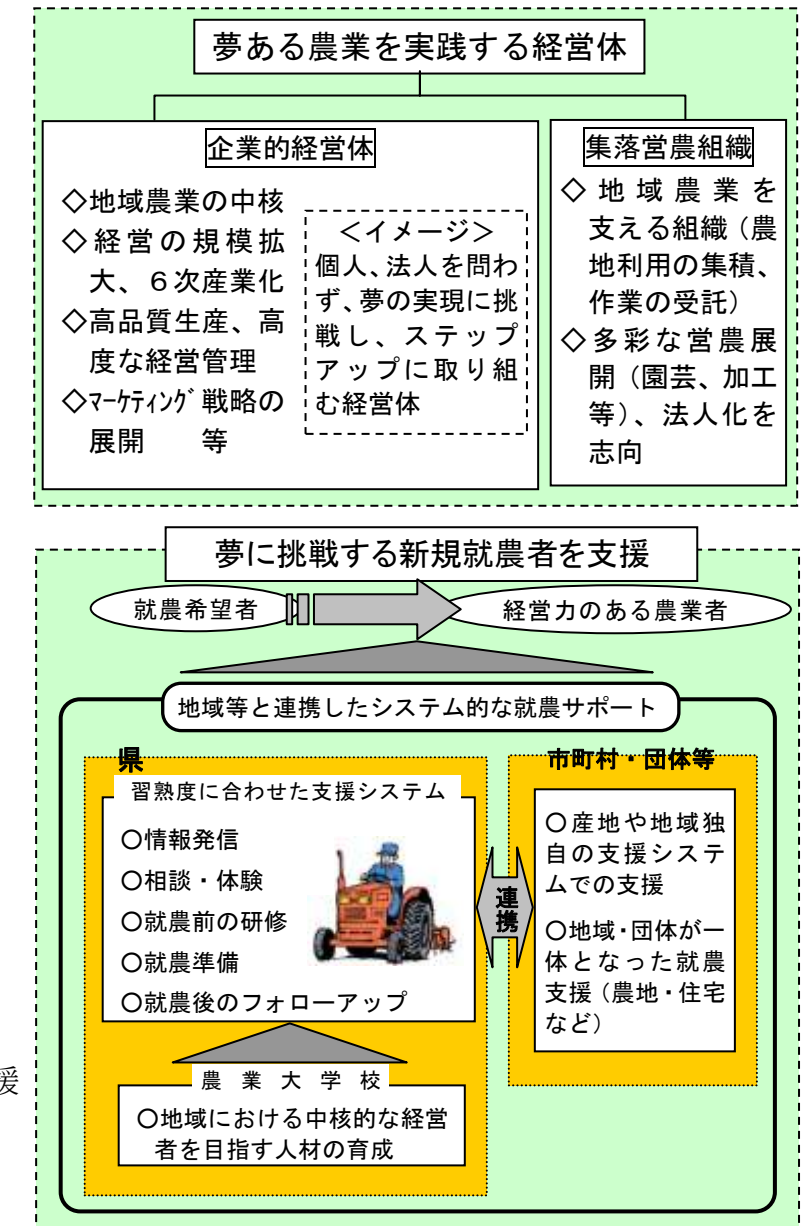 夢ある農業を実践する経営体
企業的経営体
◇地域農業の中核
◇経営の規模拡
大、６次産業化
◇高品質生産、高
度な経営管理
◇ﾏｰｹﾃｨﾝｸﾞ戦略の
展開　等
＜イメージ＞
個人、法人を問わ
ず、夢の実現に挑
戦し、ステップ
アップに取り組
む経営体
集落営農組織
◇地域農業を
支える組織（農
地利用の集積、
作業の受託）
◇多彩な営農展
開（園芸、加工
等）、法人化を
志向
夢に挑戦する新規就農者を支援
就農希望者
経営力のある農業者
地域等と連携したシステム的な就農サポート
県
習熟度に合わせた支援システム
〇情報発信
〇相談・体験
〇就農前の研修
〇就農準備
〇就農後のフォローアップ
農業大学校
〇地域における中核的な経営
者を目指す人材の育成
連携
市町村・団体等
〇産地や地域独
自の支援システ
ムでの支援
〇地域・団体が一
体となった就農
支援（農地・住宅
など）
援